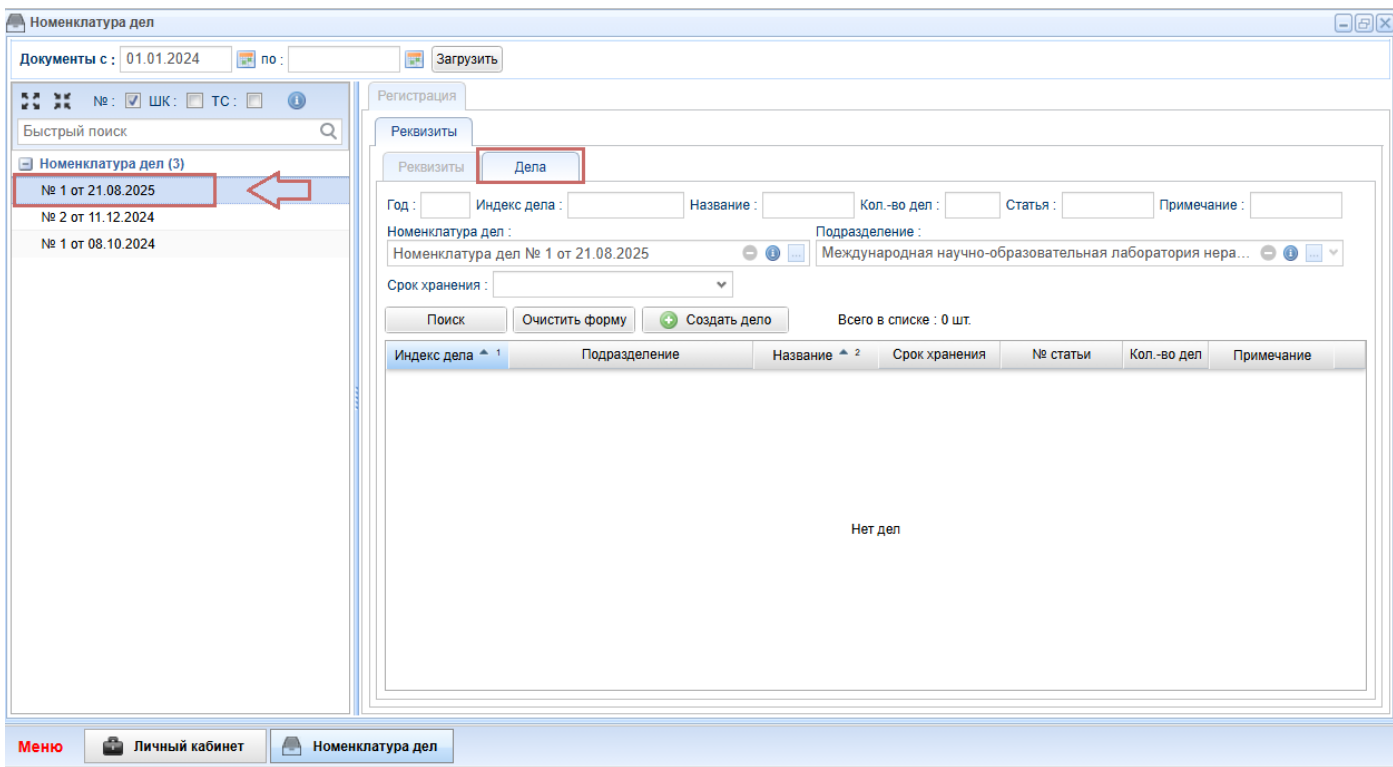 Номенклатура дел
Документы с : 01.01.2024 по : Загрузить
№ : ШК : ТС :
Быстрый поиск
Номенклатура дел (3)
№ 1 от 21.08.2025
№ 2 от 11.12.2024
№ 1 от 08.10.2024
Регистрация
Реквизиты
Реквизиты Дела
Год : Индекс дела : Название : Кол.-во дел : Статья : Примечание :
Номенклатура дел : Подразделение :
Номенклатура дел № 1 от 21.08.2025 Международная научно-образовательная лаборатория нера...
Срок хранения :
Поиск Очистить форму Создать дело Всего в списке : 0 шт.
Индекс дела 1 Подразделение Название 2 Срок хранения № статьи Кол.-во дел Примечание
Нет дел
Меню Личный кабинет Номенклатура дел